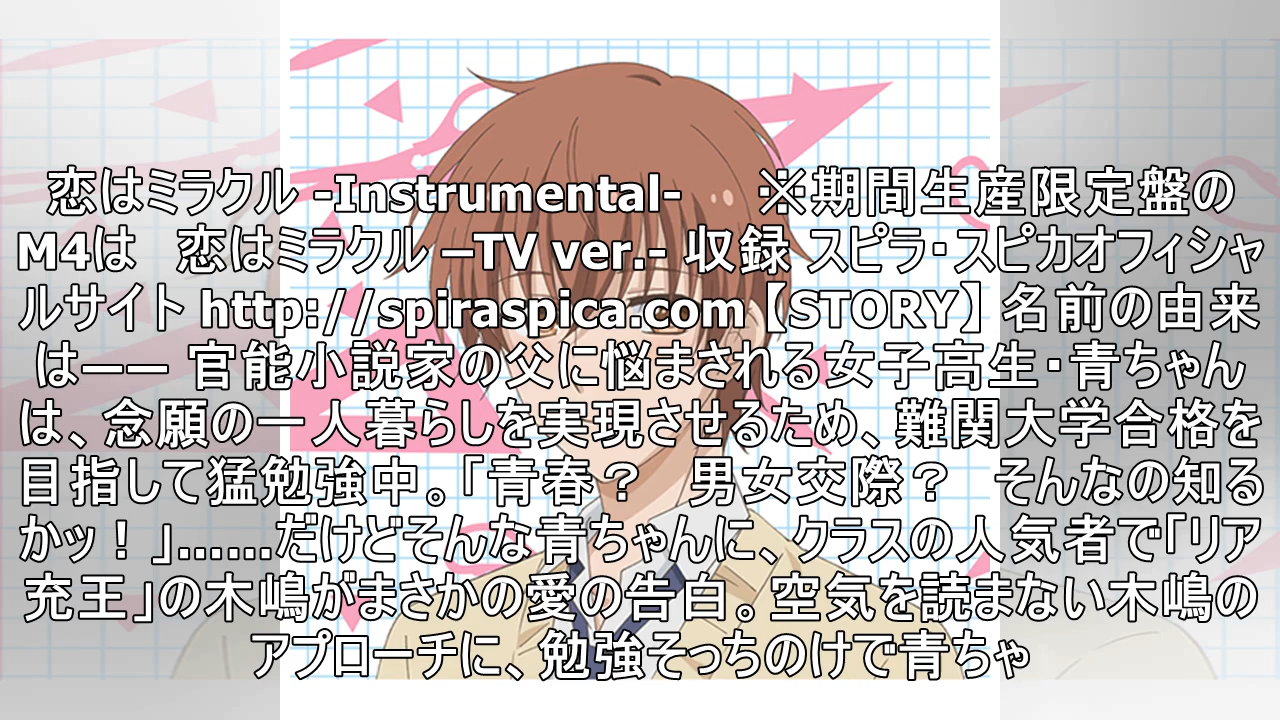 恋はミラクル -Instrumental-　※期間生産限定盤の
M4は　恋はミラクル –TV ver.- 収録 スピラ・スピカオフィシャ
ルサイト http://spiraspica.com【STORY】 名前の由来
は―― 官能小説家の父に悩まされる女子高生・青ちゃん
は、念願の一人暮らしを実現させるため、難関大学合格を
目指して猛勉強中。「青春？　男女交際？　そんなの知る
かッ！」……だけどそんな青ちゃんに、クラスの人気者で「リア
充王」の木嶋がまさかの愛の告白。空気を読まない木嶋の
アプローチに、勉強そっちのけで青ちゃ